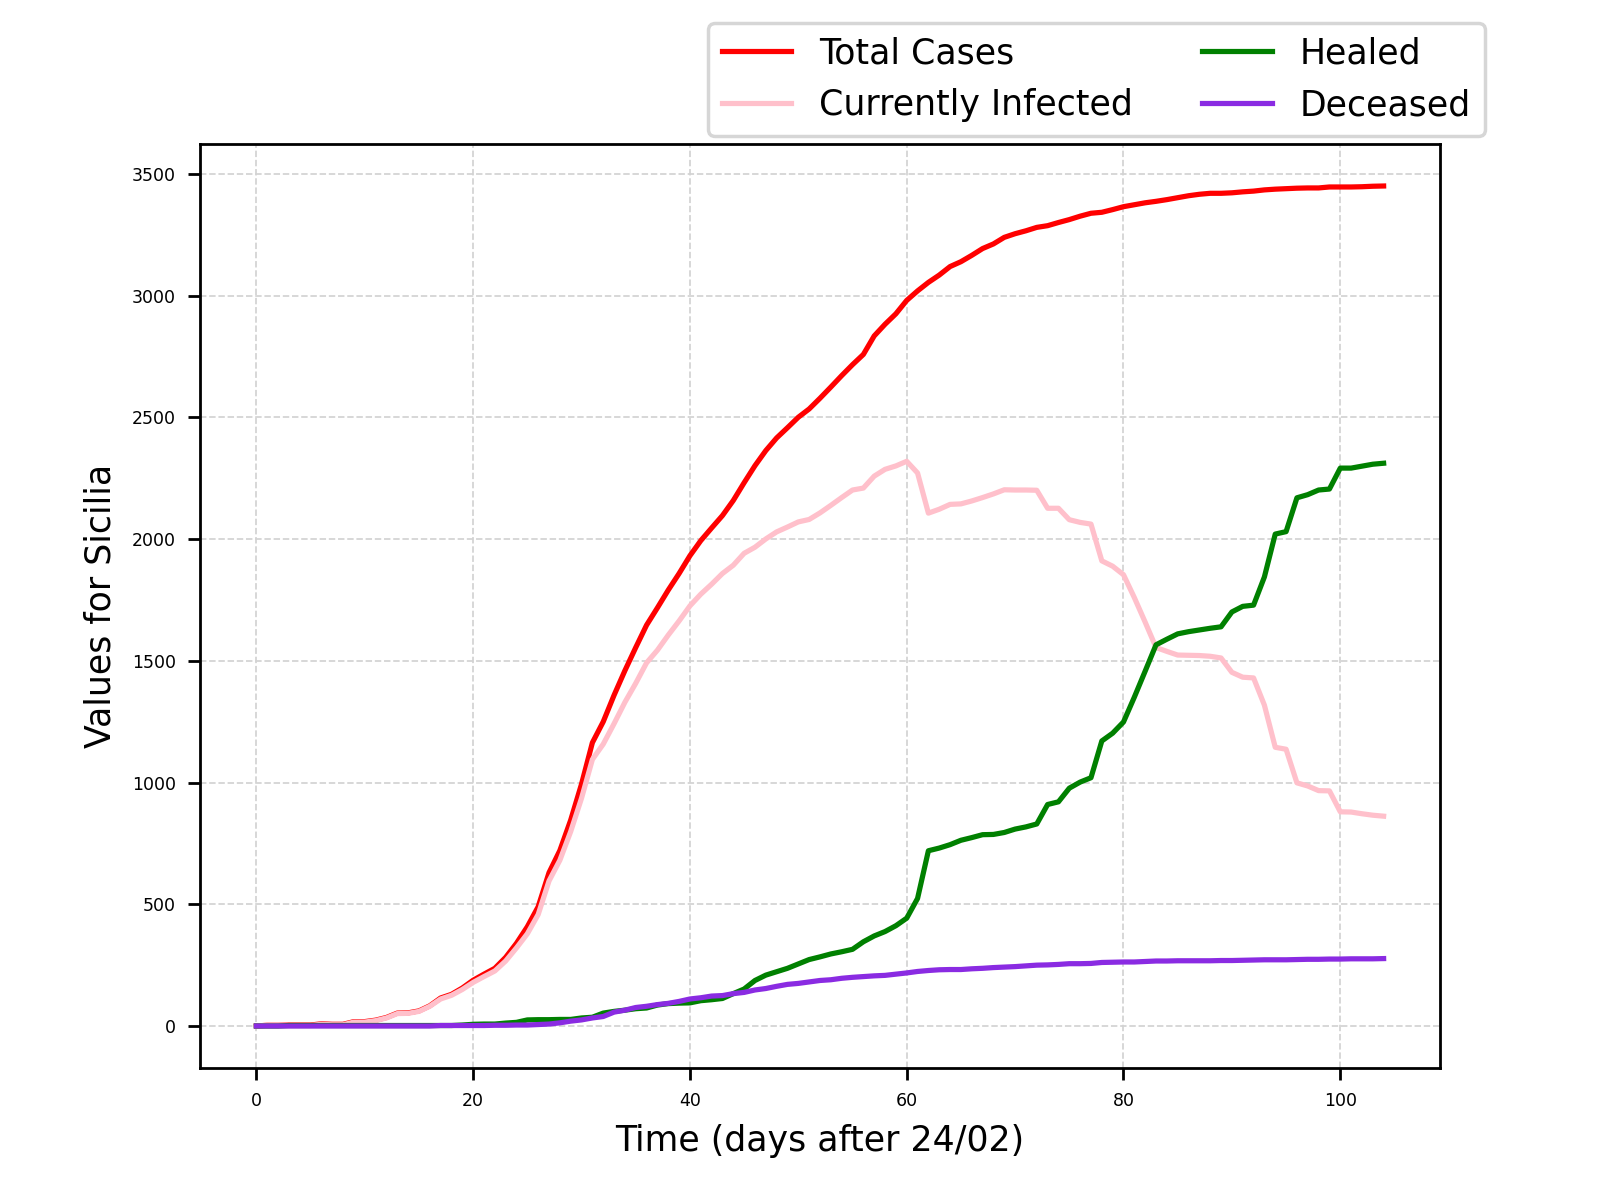 Total Cases
Currently Infected
Healed
Deceased
3500
3000
2500
2000
1500
1000
500
0
Values for Sicilia
0 20 40 60 80 100
Time (days after 24/02)